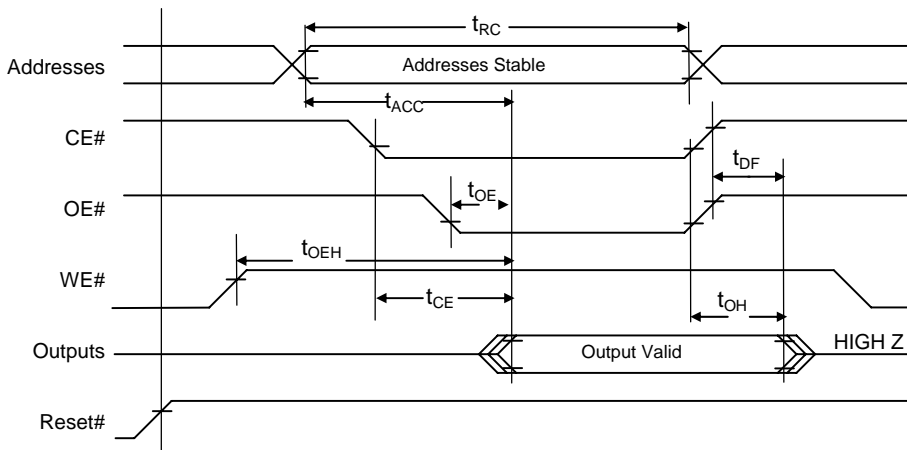 tRC
Addresses
Addresses Stable
tACC
CE#
tDF
OE#
tOE
tOEH
WE#
tCE
tOH
Outputs
Output Valid
HIGH Z
Reset#